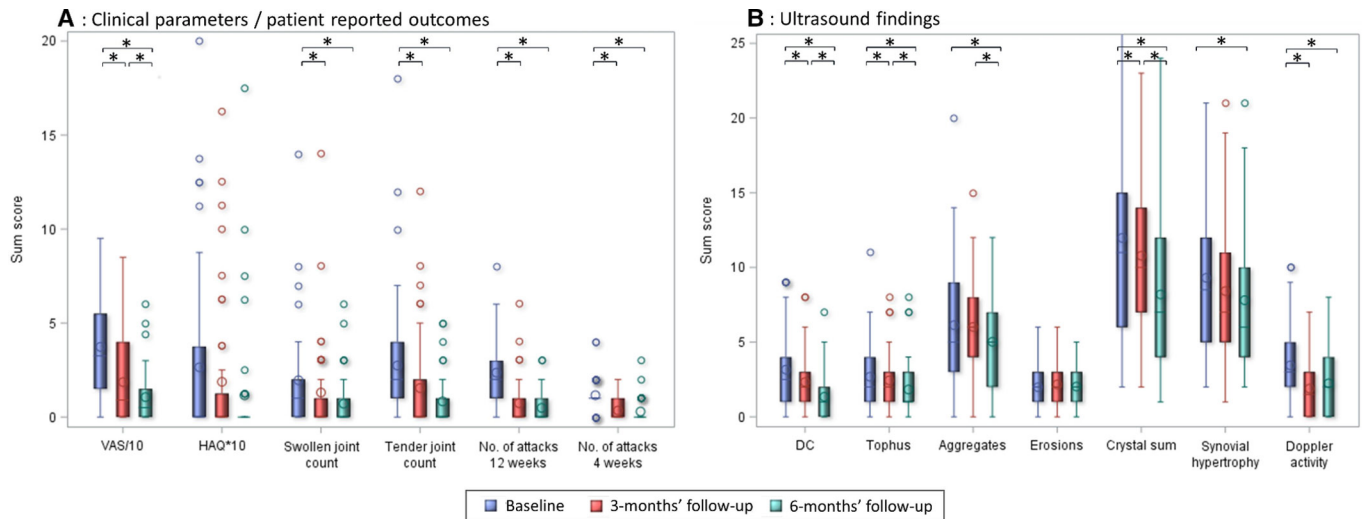 A : Clinical parameters / patient reported outcomes
20
15
10
5
0
Sum score
* * *
* *
* *
* *
* *
VAS/10
HAQ*10
Swollen joint
count
Tender joint
count
No. of attacks
12 weeks
No. of attacks
4 weeks
B : Ultrasound findings
25
20
15
10
5
0
Sum score
* * *
* * *
* *
* * *
*
* *
DC
Tophus
Aggregates
Erosions
Crystal sum
Synovial
hypertrophy
Doppler
activity
Baseline
3-months’ follow-up
6-months’ follow-up